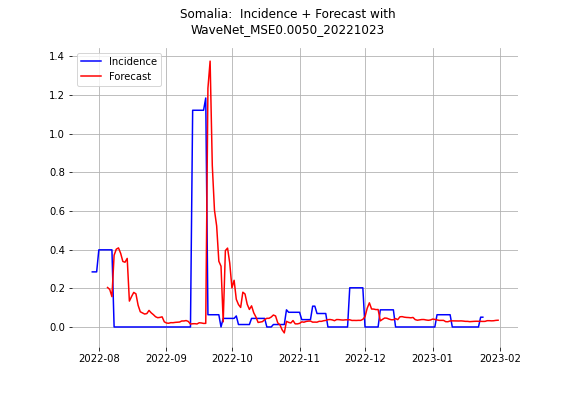 Somalia:  Incidence + Forecast with
WaveNet_MSE0.0050_20221023
Incidence
Forecast
1.4
1.2
1.0
0.8
0.6
0.4
0.2
0.0
2022-08 2022-09 2022-10 2022-11 2022-12 2023-01 2023-02